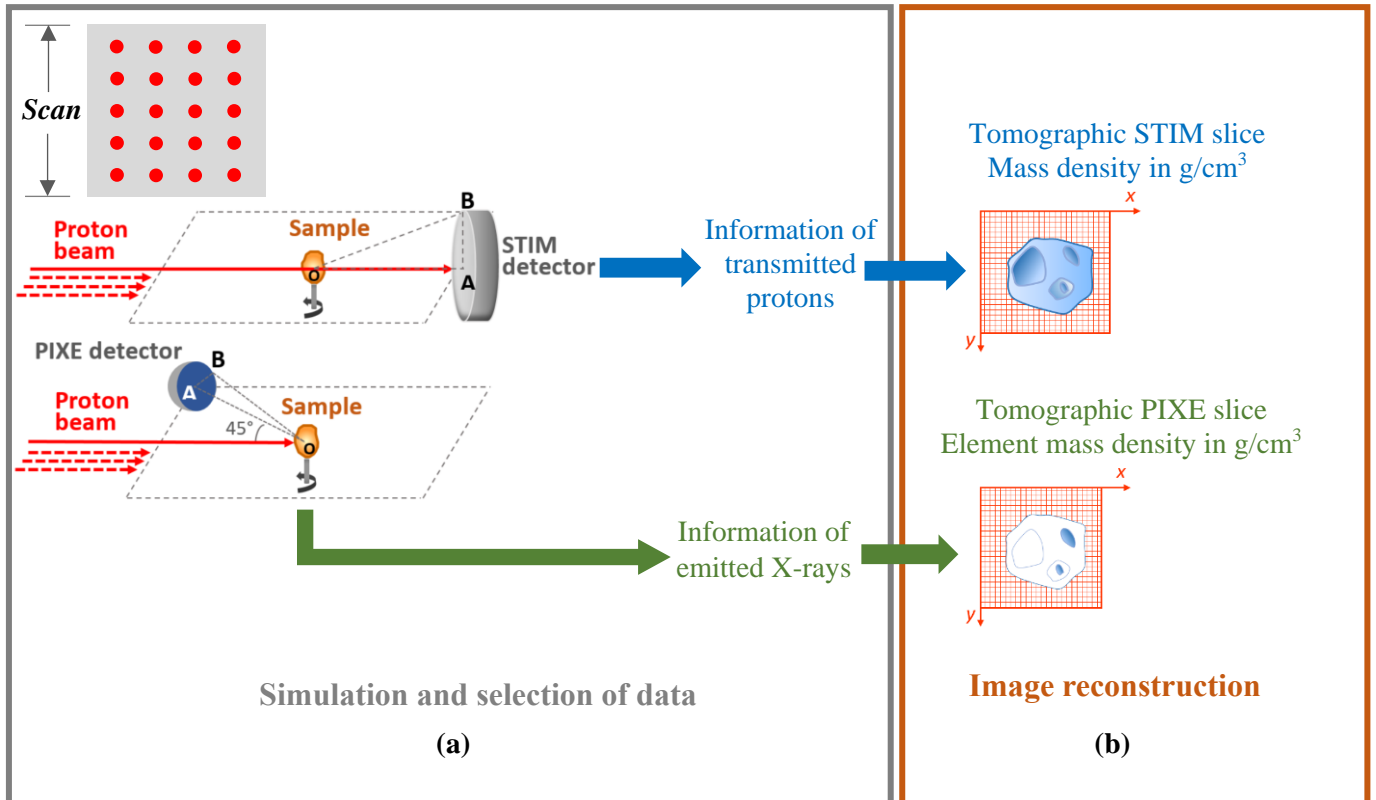 Scan
Proton
beam
Sample
O
B
A
STIM
detector
Information of
transmitted
protons
Tomographic STIM slice
Mass density in g/cm³
x
y
PIXE detector
B
A
Proton
beam
45°
Sample
O
Information of
emitted X-rays
Tomographic PIXE slice
Element mass density in g/cm³
x
y
Simulation and selection of data
(a)
Image reconstruction
(b)